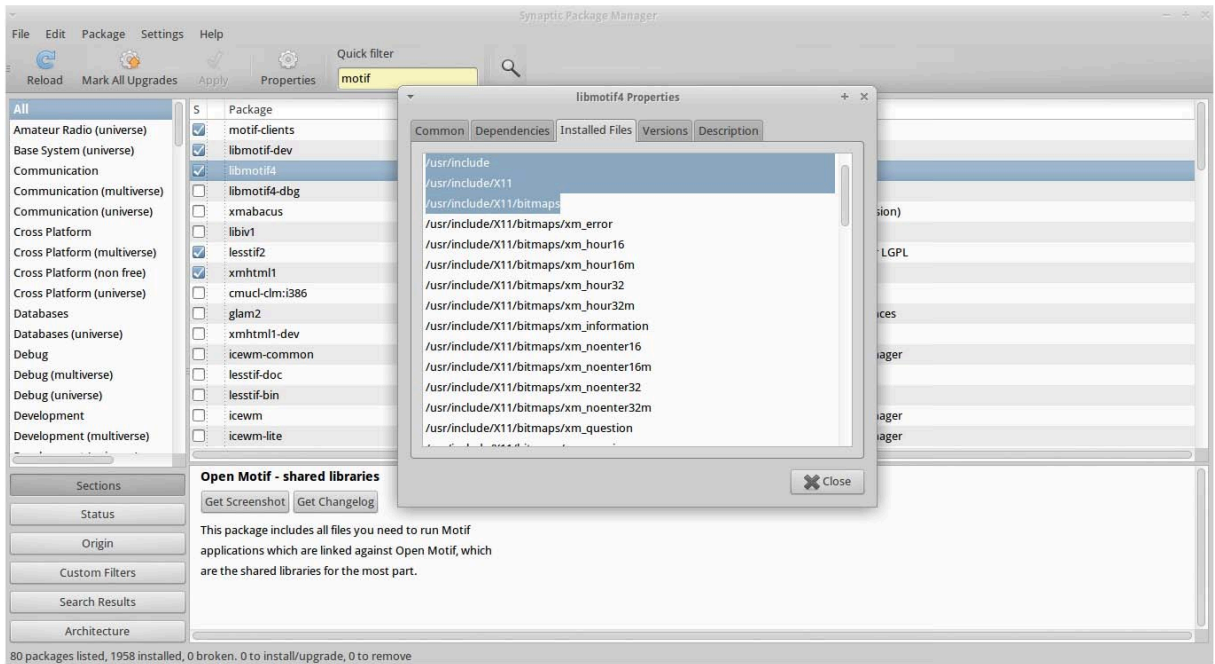 Synaptic Package Manager
File Edit Package Settings Help
Reload Mark All Upgrades Apply Properties
Quick filter
motif
All
Amateur Radio (universe)
Base System (universe)
Communication
Communication (multiverse)
Communication (universe)
Cross Platform
Cross Platform (multiverse)
Cross Platform (non free)
Cross Platform (universe)
Databases
Databases (universe)
Debug
Debug (multiverse)
Debug (universe)
Development
Development (multiverse)
Sections
Status
Origin
Custom Filters
Search Results
Architecture
S Package
motif-clients
libmotif-dev
libmotif4
libmotif4-dbg
xmabacus
libiv1
lesstif2
xmhtml1
cmucl-clm:i386
glam2
xmhtml1-dev
icewm-common
lesstif-doc
lesstif-bin
icewm
icewm-lite
sion)
LGPL
nces
nager
nager
nager
libmotif4 Properties
Common Dependencies Installed Files Versions Description
/usr/include
/usr/include/X11
/usr/include/X11/bitmaps
/usr/include/X11/bitmaps/xm_error
/usr/include/X11/bitmaps/xm_hour16
/usr/include/X11/bitmaps/xm_hour16m
/usr/include/X11/bitmaps/xm_hour32
/usr/include/X11/bitmaps/xm_hour32m
/usr/include/X11/bitmaps/xm_information
/usr/include/X11/bitmaps/xm_noenter16
/usr/include/X11/bitmaps/xm_noenter16m
/usr/include/X11/bitmaps/xm_noenter32
/usr/include/X11/bitmaps/xm_noenter32m
/usr/include/X11/bitmaps/xm_question
Close
Open Motif - shared libraries
Get Screenshot Get Changelog
This package includes all files you need to run Motif
applications which are linked against Open Motif, which
are the shared libraries for the most part.
80 packages listed, 1958 installed, 0 broken. 0 to install/upgrade, 0 to remove